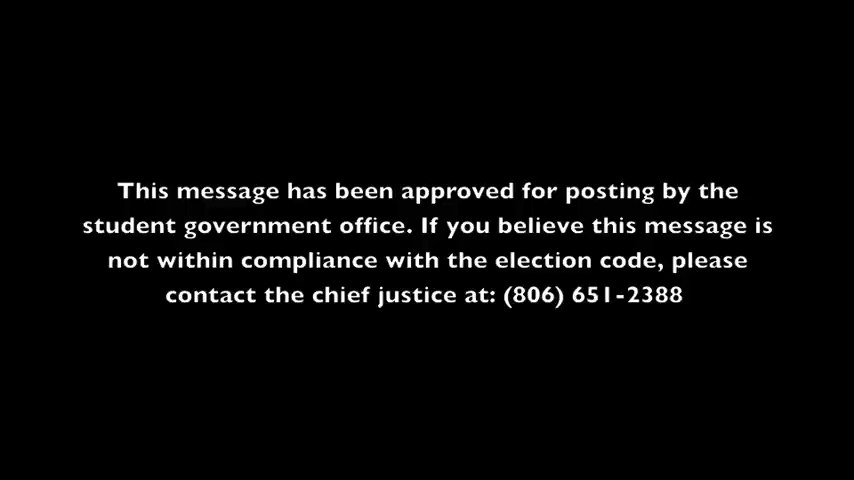 This message has been approved for posting by the
student government office. If you believe this message is
not within compliance with the election code, please
contact the chief justice at: (806) 651-2388